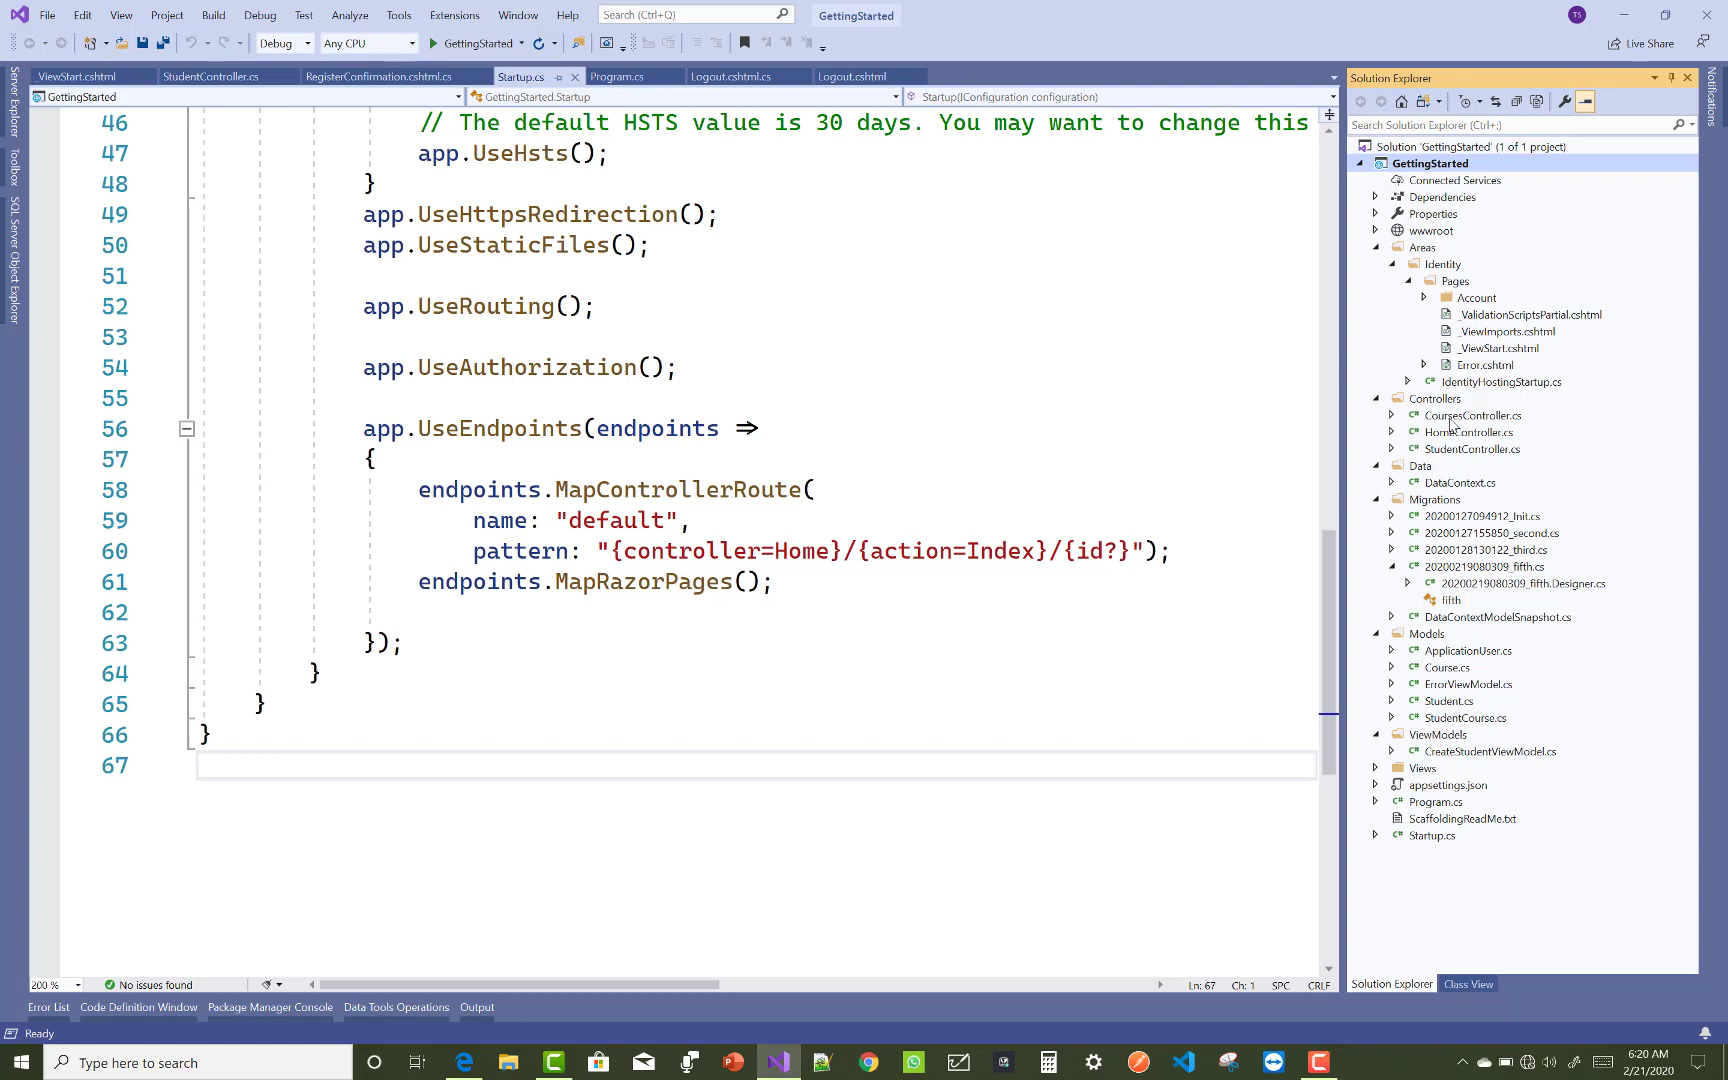 File Edit View Project Build Debug Test Analyze Tools Extensions Window Help Search (Ctrl+Q) GettingStarted TS
Debug Any CPU GettingStarted Live Share
_ViewStart.cshtml StudentController.cs RegisterConfirmation.cshtml.cs Startup.cs Program.cs Logout.cshtml.cs Logout.cshtml
GettingStarted GettingStarted.Startup Startup(IConfiguration configuration)
Server Explorer
Toolbox
SQL Server Object Explorer
46 // The default HSTS value is 30 days. You may want to change this
47 app.UseHsts();
48 }
49 app.UseHttpsRedirection();
50 app.UseStaticFiles();
51
52 app.UseRouting();
53
54 app.UseAuthorization();
55
56 app.UseEndpoints(endpoints =>
57 {
58 endpoints.MapControllerRoute(
59 name: "default",
60 pattern: "{controller=Home}/{action=Index}/{id?}");
61 endpoints.MapRazorPages();
62
63 });
64 }
65 }
66 }
67
200 % No issues found Ln: 67 Ch: 1 SPC CRLF
Error List Code Definition Window Package Manager Console Data Tools Operations Output
Ready
Solution Explorer
Search Solution Explorer (Ctrl+;)
Solution 'GettingStarted' (1 of 1 project)
GettingStarted
Connected Services
Dependencies
Properties
wwwroot
Areas
Identity
Pages
Account
_ValidationScriptsPartial.cshtml
_ViewImports.cshtml
_ViewStart.cshtml
Error.cshtml
IdentityHostingStartup.cs
Controllers
CoursesController.cs
HomeController.cs
StudentController.cs
Data
DataContext.cs
Migrations
20200127094912_Init.cs
20200127155850_second.cs
20200128130122_third.cs
20200219080309_fifth.cs
20200219080309_fifth.Designer.cs
fifth
DataContextModelSnapshot.cs
Models
ApplicationUser.cs
Course.cs
ErrorViewModel.cs
Student.cs
StudentCourse.cs
ViewModels
CreateStudentViewModel.cs
Views
appsettings.json
Program.cs
ScaffoldingReadMe.txt
Startup.cs
Solution Explorer Class View
Notifications
Type here to search
6:20 AM
2/21/2020